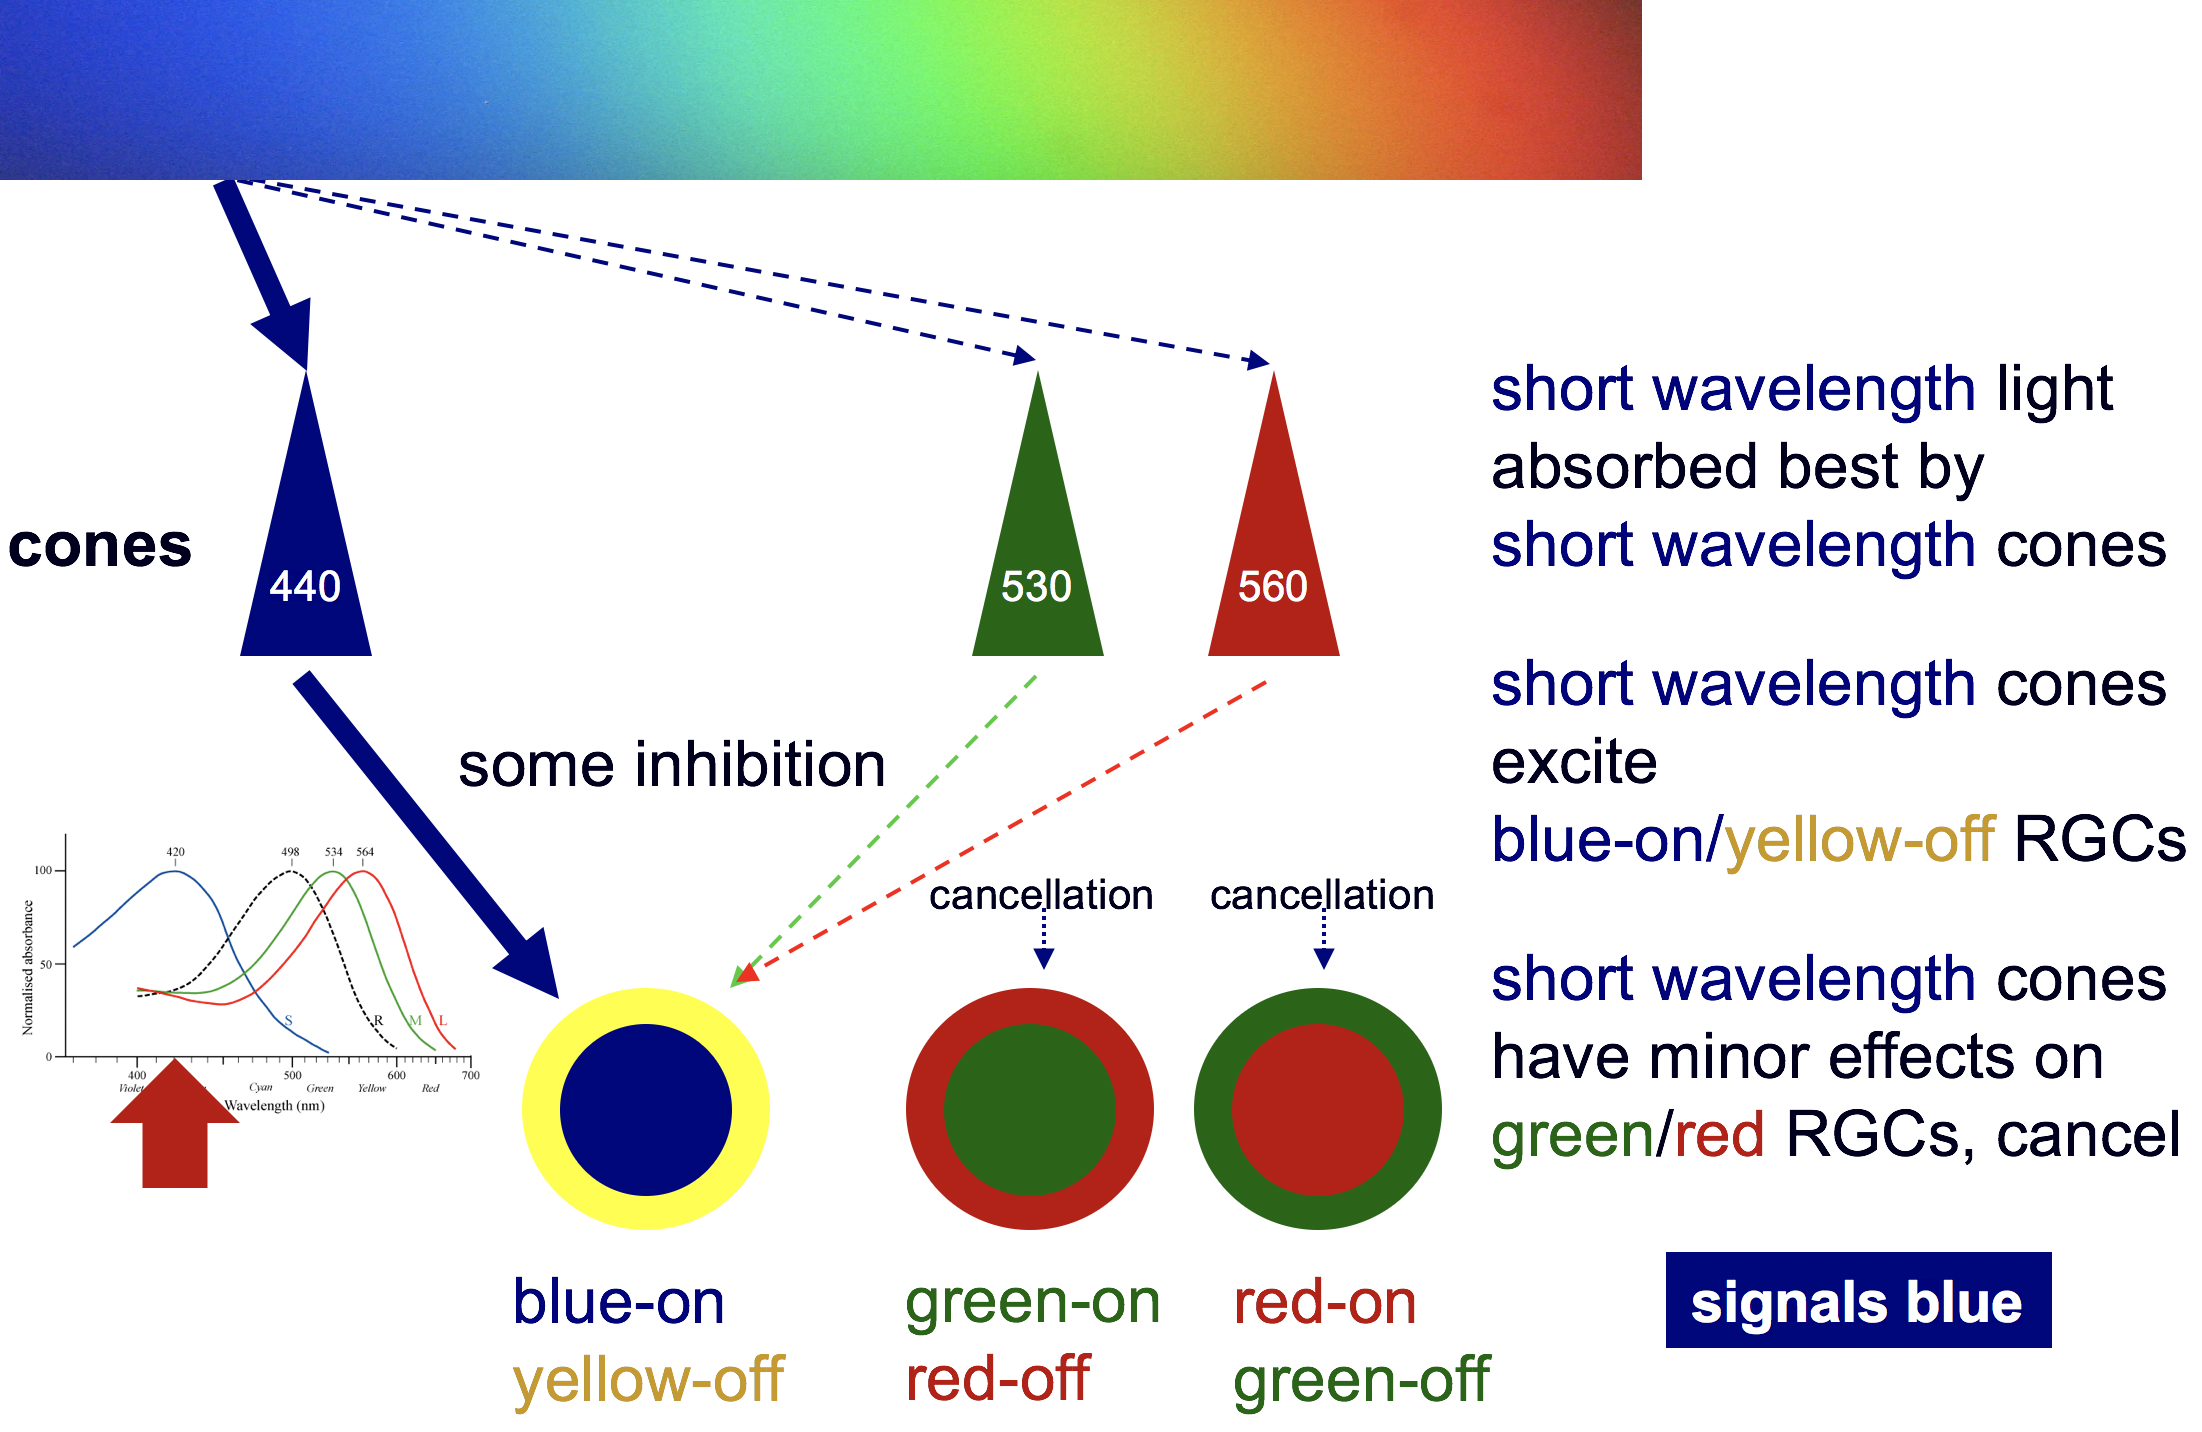 short wavelength light
absorbed best by
short wavelength cones
cones
440
530
560
short wavelength cones
excite
blue-on/yellow-off RGCs
some inhibition
420
498
534
564
100
50
0
Normalised absorbance
S
R
M
L
400
500
600
700
Violet
Cyan
Green
Yellow
Red
Wavelength (nm)
cancellation
cancellation
short wavelength cones
have minor effects on
green/red RGCs, cancel
blue-on
yellow-off
green-on
red-off
red-on
green-off
signals blue